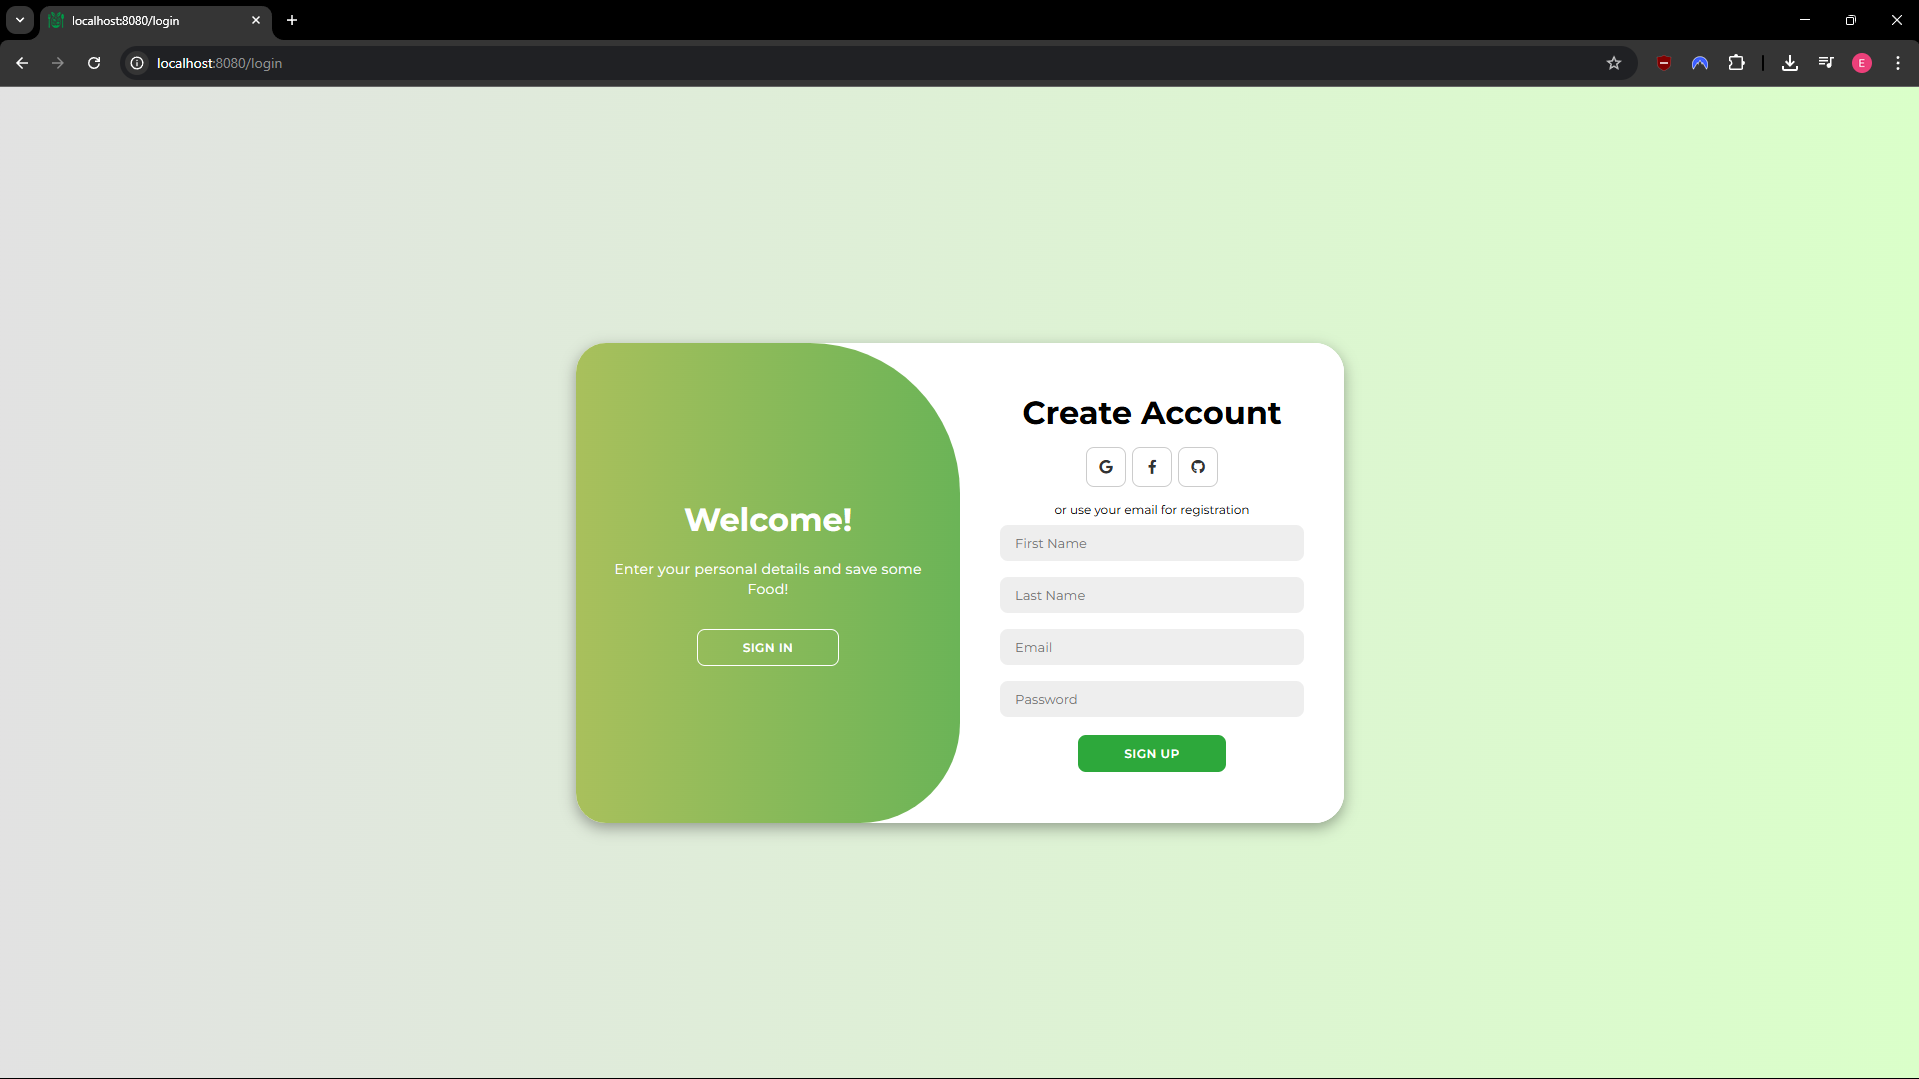 localhost:8080/login
localhost:8080/login
E
Welcome!
Enter your personal details and save some
Food!
SIGN IN
Create Account
or use your email for registration
First Name
Last Name
Email
Password
SIGN UP